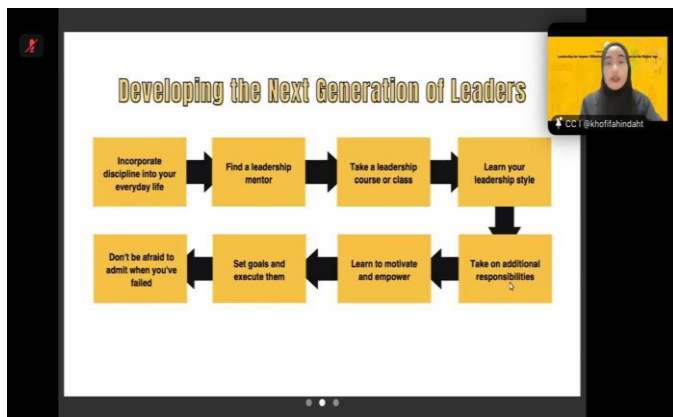 Developing the Next Generation of Leaders
Incorporate
discipline into your
everyday life
Find a leadership
mentor
Take a leadership
course or class
Learn your
leadership style
Take on additional
responsibilities
Learn to motivate
and empower
Set goals and
execute them
Don't be afraid to
admit when you've
failed
CC I @khofifahindaht